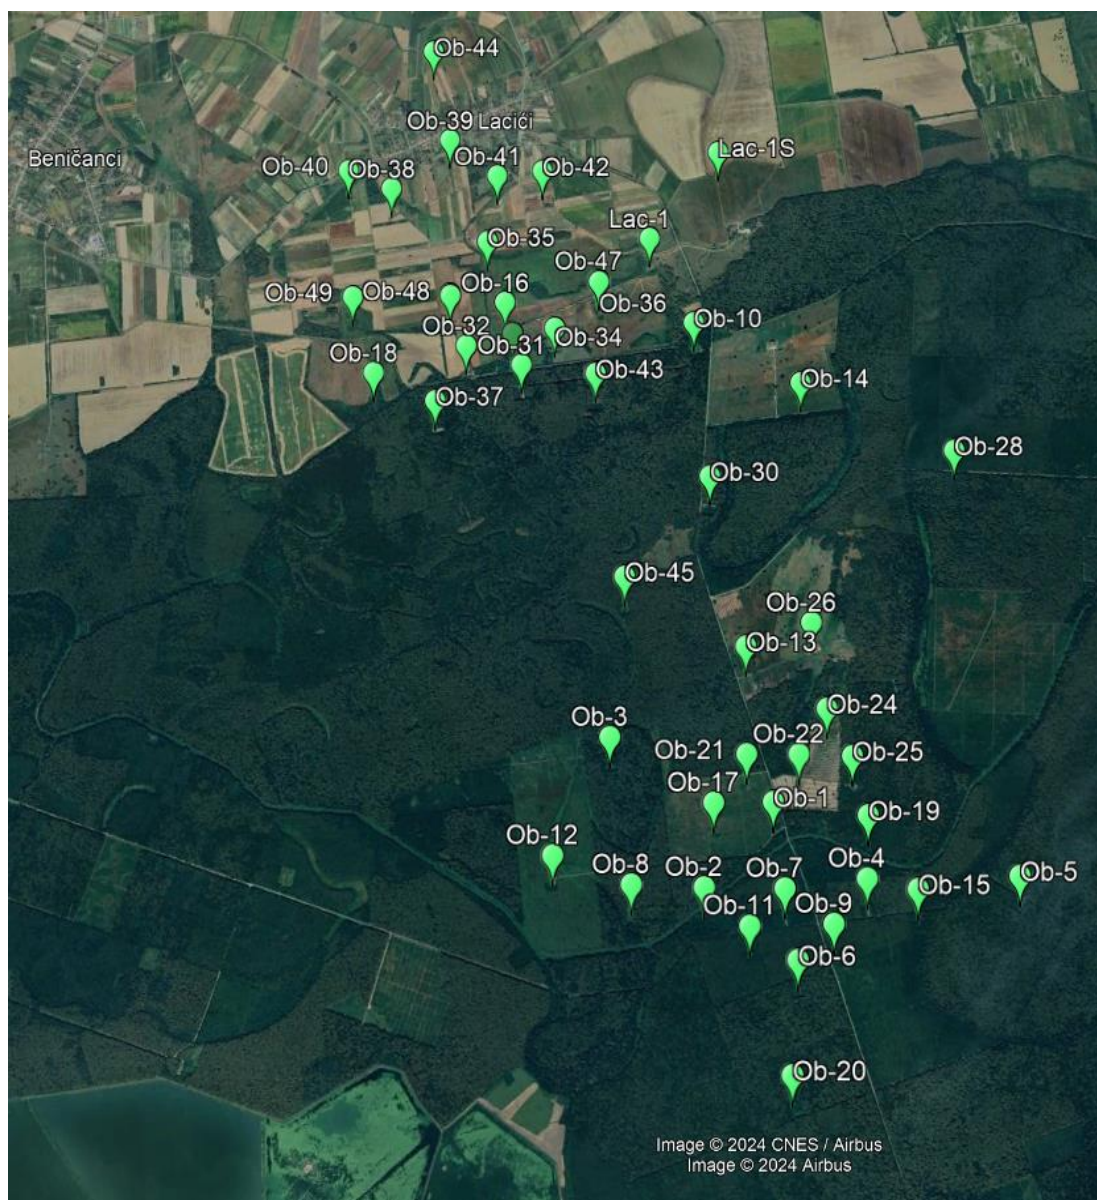 Ob-44
Ob-39 Lacići
Beničanci
Ob-40 Ob-38 Ob-41 Ob-42 Lac-1S
Lac-1
Ob-35
Ob-47
Ob-49 Ob-48 Ob-16 Ob-36
Ob-32 Ob-34 Ob-10
Ob-18 Ob-31 Ob-43 Ob-14
Ob-37
Ob-28
Ob-30
Ob-45
Ob-26
Ob-13
Ob-24
Ob-3 Ob-21 Ob-22 Ob-25
Ob-17 Ob-1 Ob-19
Ob-12
Ob-8 Ob-2 Ob-7 Ob-4 Ob-15 Ob-5
Ob-11 Ob-9
Ob-6
Ob-20
Image © 2024 CNES / Airbus
Image © 2024 Airbus